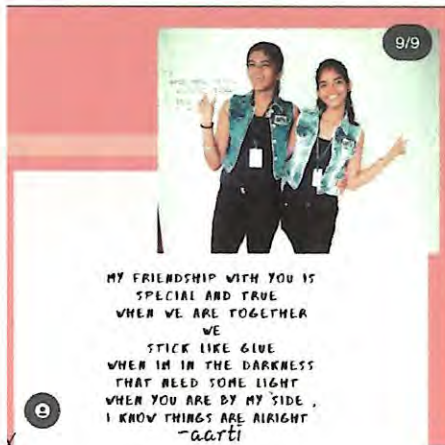 9/9
MY FRIENDSHIP WITH YOU IS
SPECIAL AND TRUE
WHEN WE ARE TOGETHER
WE
STICK LIKE GLUE
WHEN IM IN THE DARKNESS
THAT NEED SOME LIGHT
WHEN YOU ARE BY MY SIDE ,
I KNOW THINGS ARE ALRIGHT
-aarti